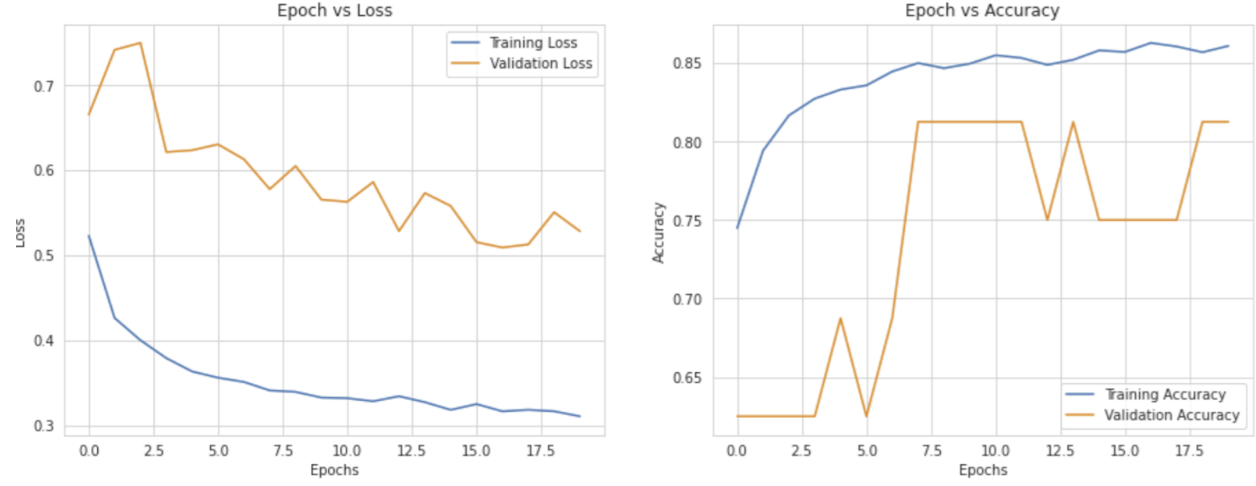 Epoch vs Loss
Training Loss
Validation Loss
0.7
0.6
0.5
0.4
0.3
Loss
0.0 2.5 5.0 7.5 10.0 12.5 15.0 17.5
Epochs
Epoch vs Accuracy
0.85
0.80
0.75
0.70
0.65
Accuracy
Training Accuracy
Validation Accuracy
0.0 2.5 5.0 7.5 10.0 12.5 15.0 17.5
Epochs